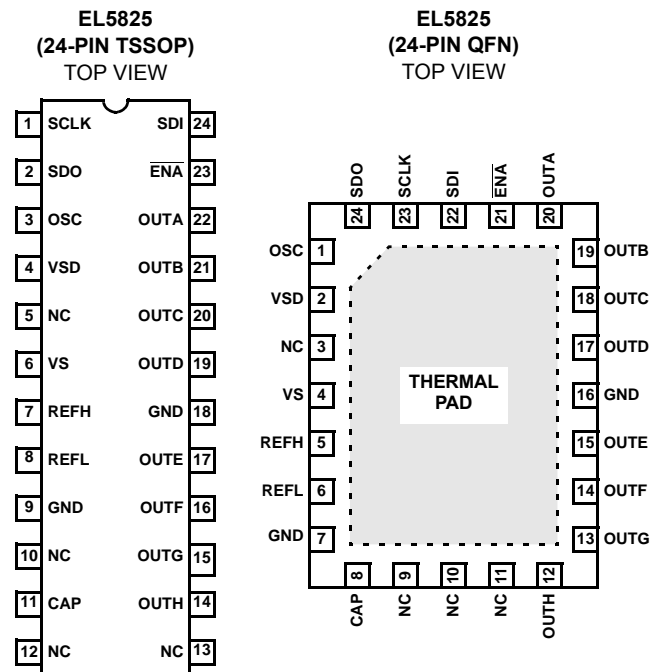 EL5825
(24-PIN TSSOP)
TOP VIEW
1 SCLK SDI 24
2 SDO ENA 23
3 OSC OUTA 22
4 VSD OUTB 21
5 NC OUTC 20
6 VS OUTD 19
7 REFH GND 18
8 REFL OUTE 17
9 GND OUTF 16
10 NC OUTG 15
11 CAP OUTH 14
12 NC NC 13
EL5825
(24-PIN QFN)
TOP VIEW
SDO SCLK SDI ENA OUTA
24 23 22 21 20
OSC 1 19 OUTB
VSD 2 18 OUTC
NC 3 17 OUTD
VS 4 16 GND
THERMAL
PAD
REFH 5 15 OUTE
REFL 6 14 OUTF
GND 7 13 OUTG
8 9 10 11 12
CAP NC NC NC OUTH